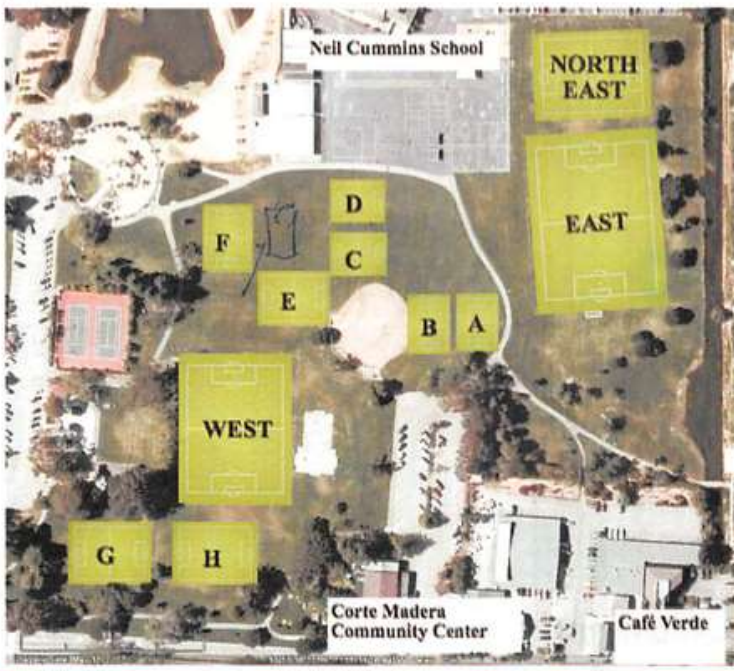 Neil Cummins School
NORTH
EAST
EAST
D
F
C
E
B
A
WEST
G
H
Corte Madera
Community Center
Café Verde